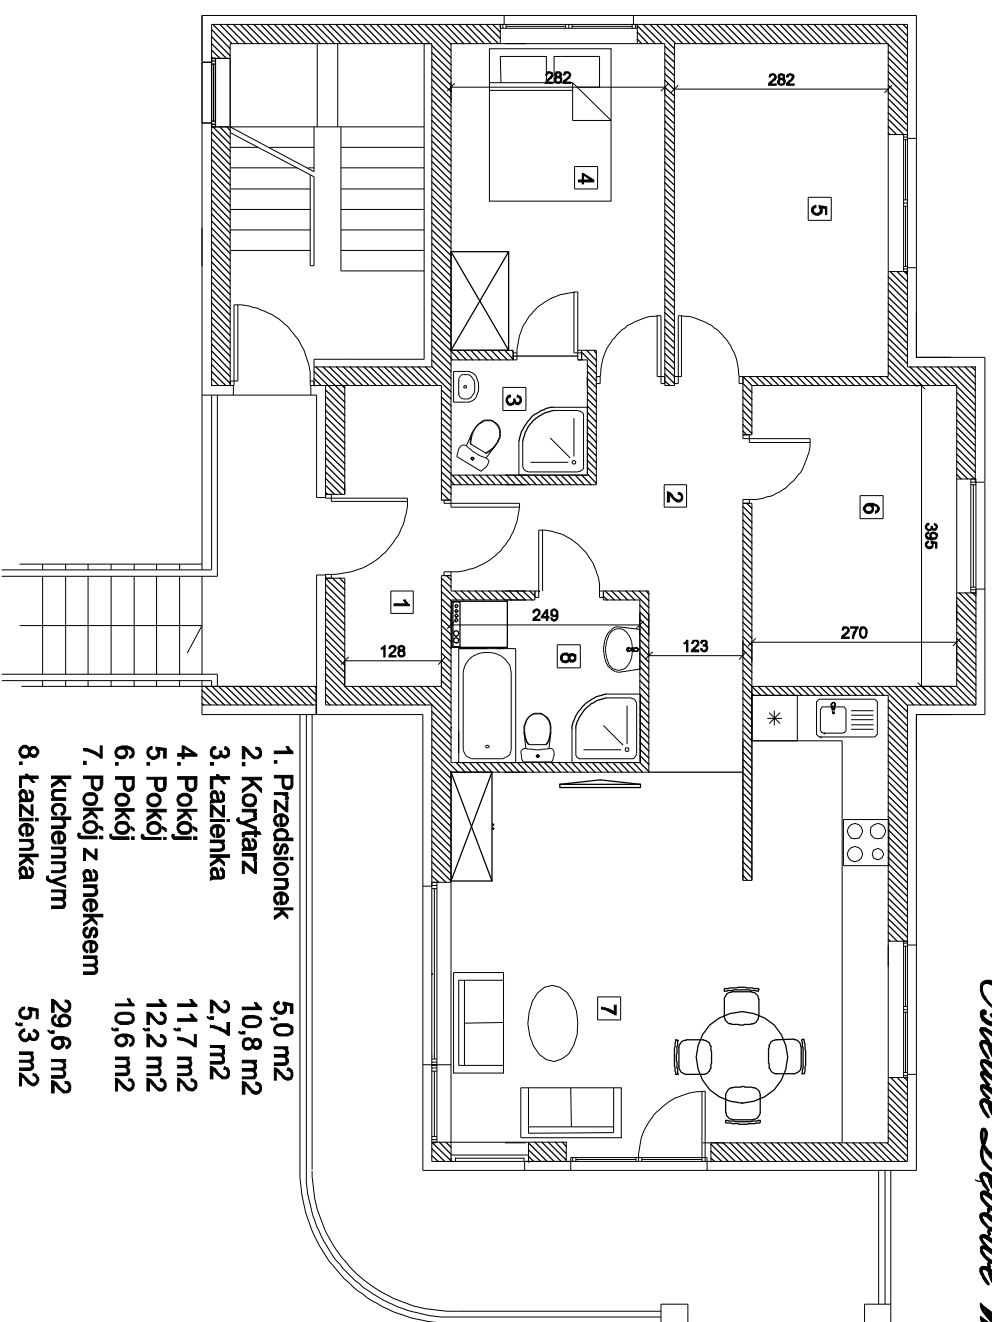 282
282
4
5
3
2
6
395
1
249
8
128
123
270
7
1. Przedsionek 5,0 m2
2. Korytarz 10,8 m2
3. Łazienka 2,7 m2
4. Pokój 11,7 m2
5. Pokój 12,2 m2
6. Pokój 10,6 m2
7. Pokój z aneksem
kuchennym 29,6 m2
8. Łazienka 5,3 m2